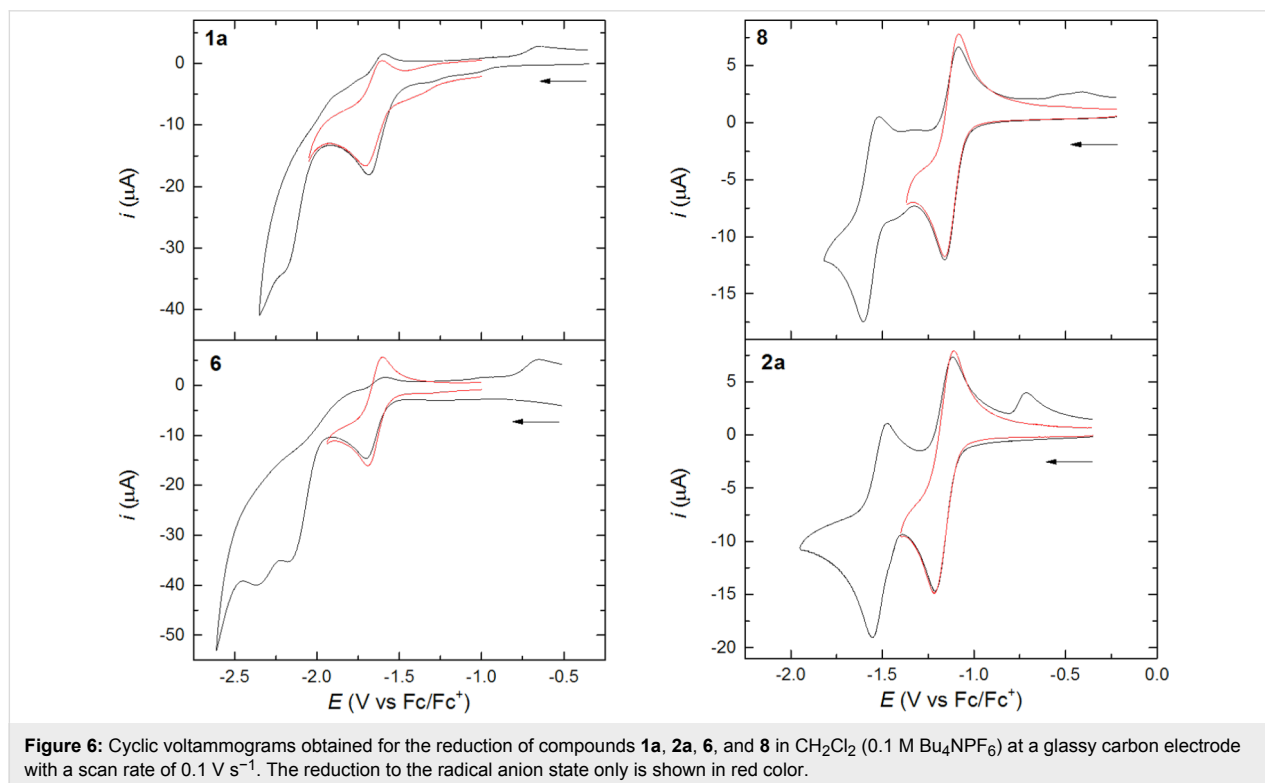 1a
0
-10
-20
-30
-40
i (µA)
6
0
-10
-20
-30
-40
-50
i (µA)
-2.5 -2.0 -1.5 -1.0 -0.5
E (V vs Fc/Fc⁺)
8
5
0
-5
-10
-15
i (µA)
2a
5
0
-5
-10
-15
-20
i (µA)
-2.0 -1.5 -1.0 -0.5 0.0
E (V vs Fc/Fc⁺)
Figure 6: Cyclic voltammograms obtained for the reduction of compounds 1a, 2a, 6, and 8 in CH₂Cl₂ (0.1 M Bu₄NPF₆) at a glassy carbon electrode
with a scan rate of 0.1 V s⁻¹. The reduction to the radical anion state only is shown in red color.